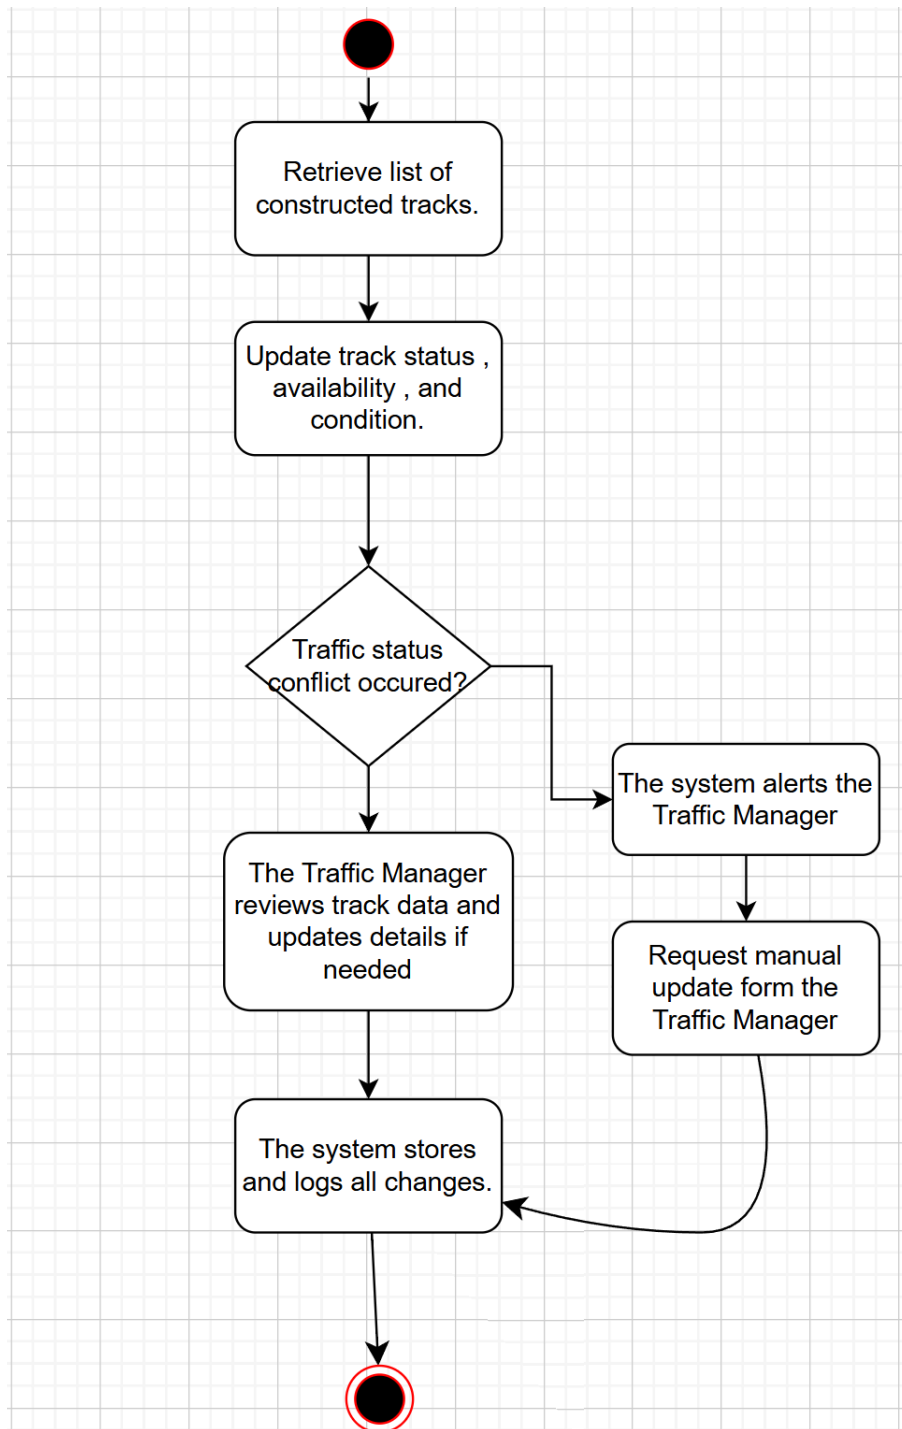 Retrieve list of
constructed tracks.
Update track status ,
availability , and
condition.
Traffic status
conflict occured?
The system alerts the
Traffic Manager
The Traffic Manager
reviews track data and
updates details if
needed
Request manual
update form the
Traffic Manager
The system stores
and logs all changes.